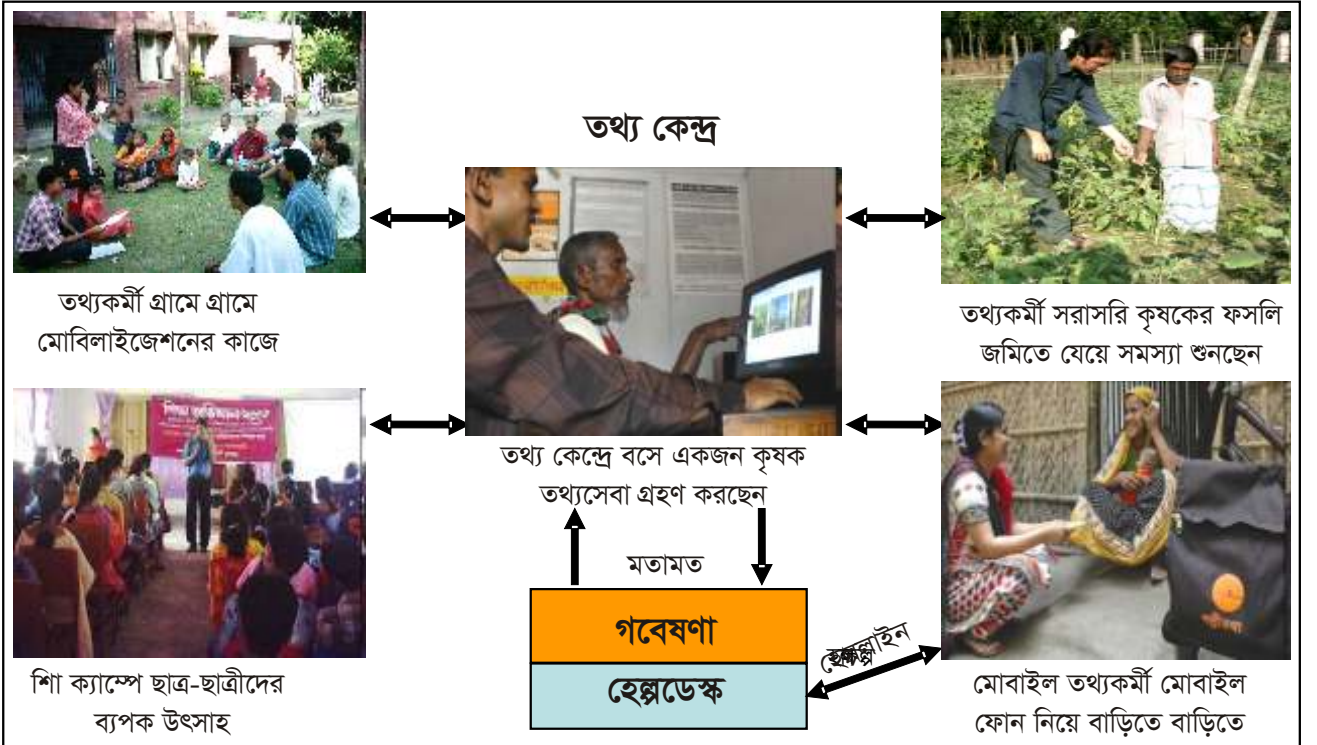 তথ্য কেন্দ্র
তথ্যকর্মী গ্রামে গ্রামে
মোবিলাইজেশনের কাজে
তথ্যকর্মী সরাসরি কৃষকের ফসলি
জমিতে যেয়ে সমস্যা শুনছেন
তথ্য কেন্দ্রে বসে একজন কৃষক
তথ্যসেবা গ্রহণ করছেন
মতামত
গবেষণা
হেল্পডেস্ক
শিা ক্যাম্পে ছাত্র-ছাত্রীদের
ব্যপক উৎসাহ
মোবাইল তথ্যকর্মী মোবাইল
ফোন নিয়ে বাড়িতে বাড়িতে